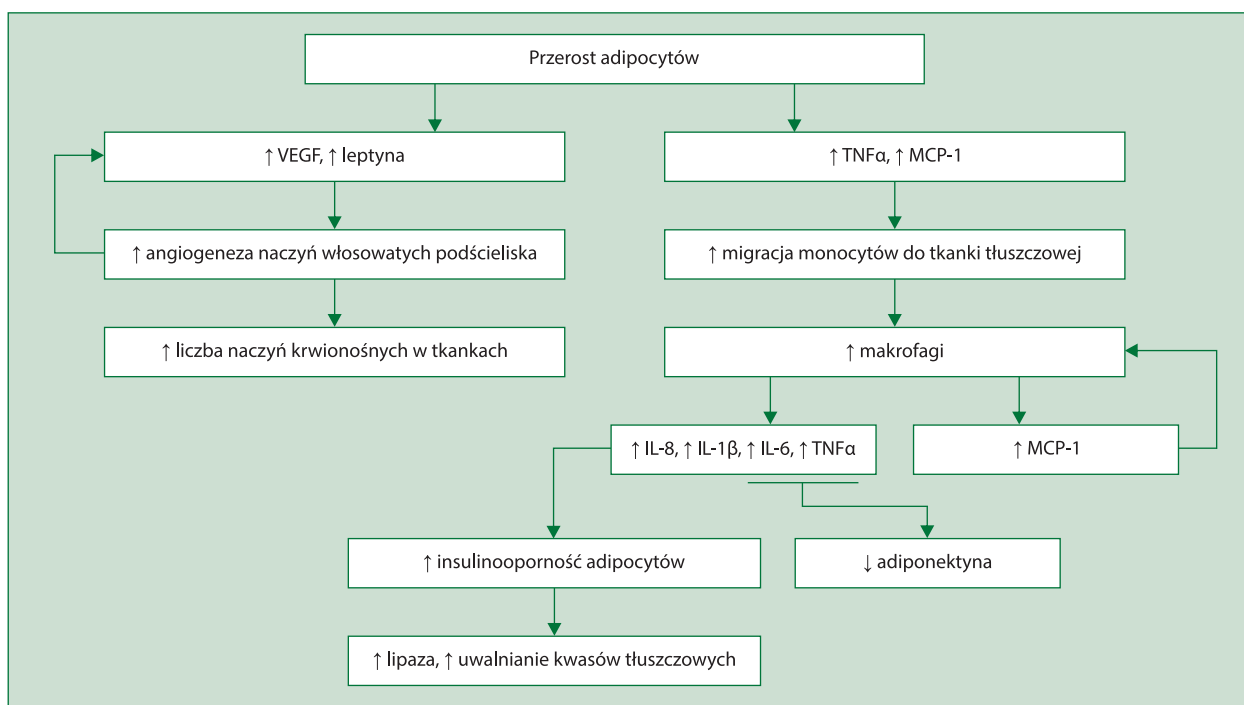 Przerost adipocytów
↑ VEGF, ↑ leptyna
↑ TNFα, ↑ MCP-1
↑ angiogeneza naczyń włosowatych podścieliska
↑ migracja monocytów do tkanki tłuszczowej
↑ liczba naczyń krwionośnych w tkankach
↑ makrofagi
↑ IL-8, ↑ IL-1β, ↑ IL-6, ↑ TNFα
↑ MCP-1
↑ insulinooporność adipocytów
↓ adiponektyna
↑ lipaza, ↑ uwalnianie kwasów tłuszczowych